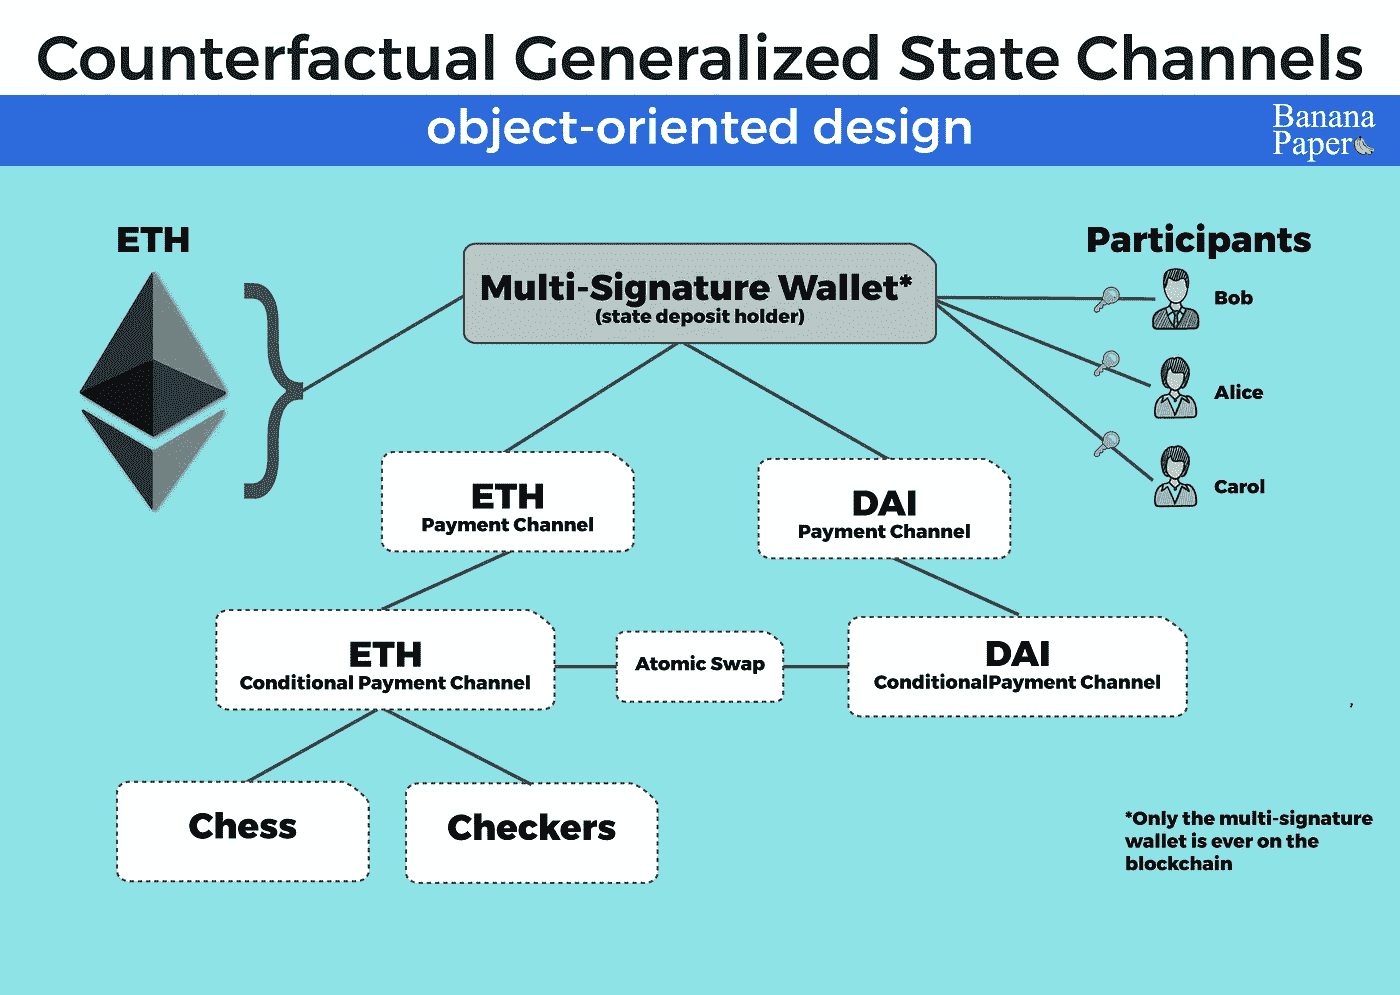 Counterfactual Generalized State Channels
object-oriented design
Banana
Paper
ETH
Participants
Multi-Signature Wallet*
(state deposit holder)
Bob
Alice
Carol
ETH
Payment Channel
DAI
Payment Channel
ETH
Conditional Payment Channel
Atomic Swap
DAI
ConditionalPayment Channel
,
Chess
Checkers
*Only the multi-signature
wallet is ever on the
blockchain